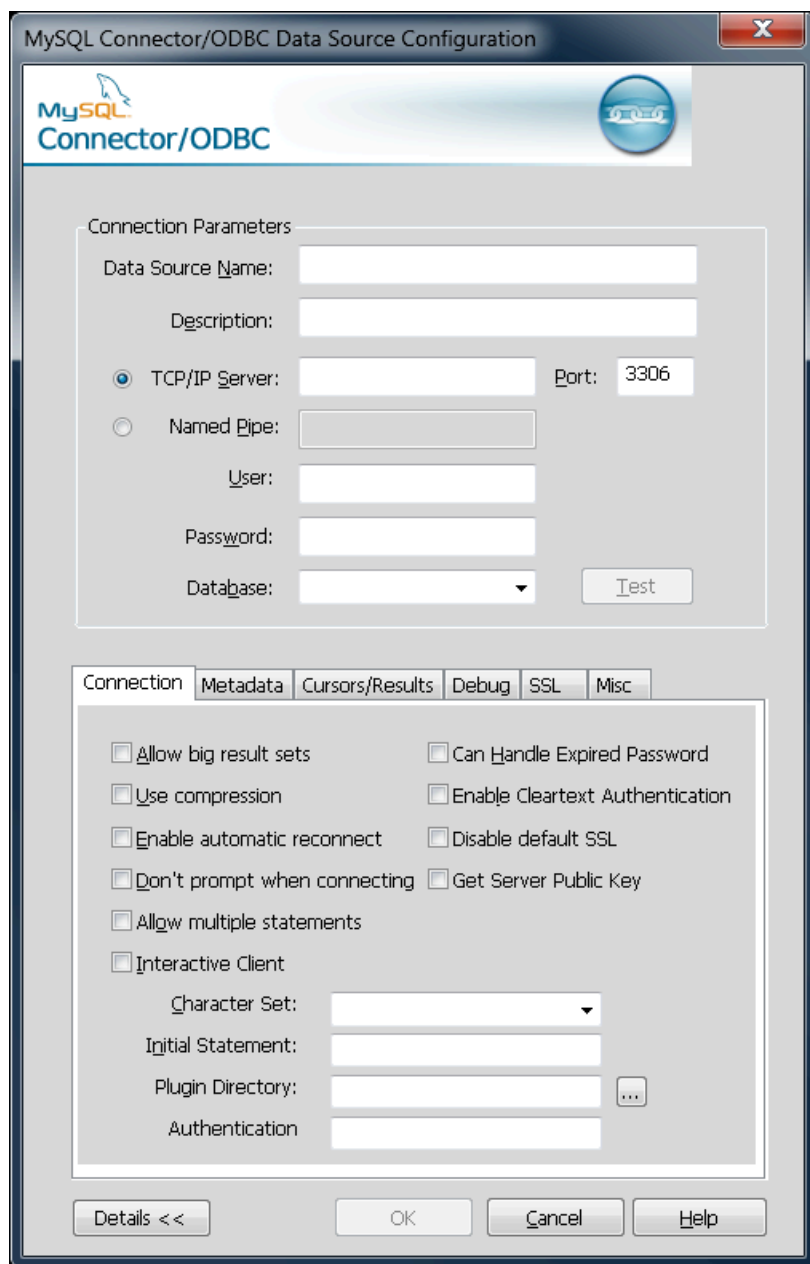 MySQL Connector/ODBC Data Source Configuration
MySQL
Connector/ODBC
Connection Parameters
Data Source Name:
Description:
TCP/IP Server: Port: 3306
Named Pipe:
User:
Password:
Database: Test
Connection Metadata Cursors/Results Debug SSL Misc
Allow big result sets Can Handle Expired Password
Use compression Enable Cleartext Authentication
Enable automatic reconnect Disable default SSL
Don't prompt when connecting Get Server Public Key
Allow multiple statements
Interactive Client
Character Set:
Initial Statement:
Plugin Directory: ...
Authentication
Details << OK Cancel Help